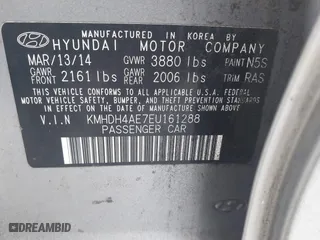 MANUFACTURED IN KOREA BY
HYUNDAI MOTOR COMPANY
MAR/13/14 GVWR 3880 lbs PAINT N5S
GAWR FRONT 2161 lbs GAWR REAR 2006 lbs TRIM RAS
THIS VEHICLE CONFORMS TO ALL APPLICABLE U.S. FEDERAL MOTOR VEHICLE SAFETY, BUMPER, AND THEFT PREVENTION STANDARDS IN EFFECT ON THE DATE OF MANUFACTURE SHOWN ABOVE.
V.I.N KMHDH4AE7EU161288
PASSENGER CAR